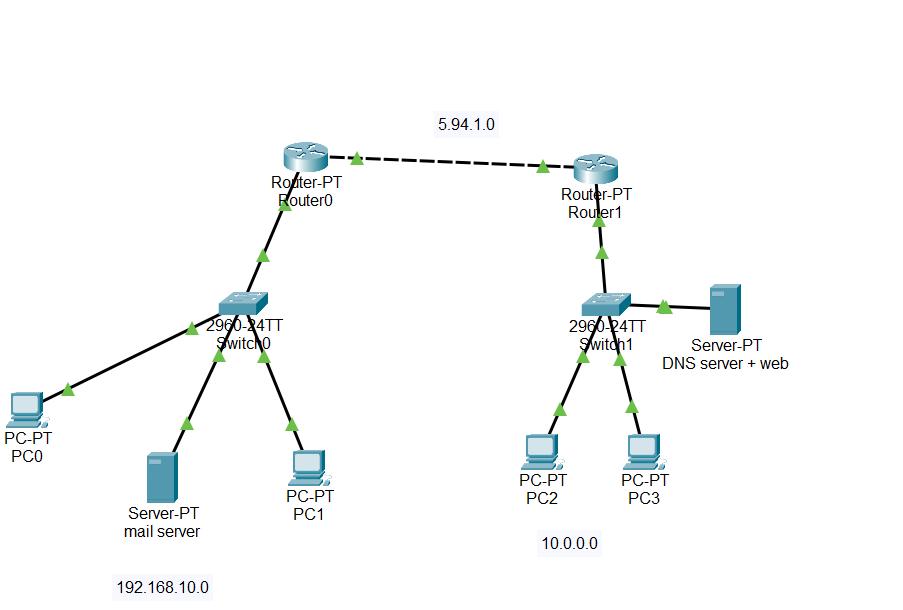 5.94.1.0
Router-PT
Router0
Router-PT
Router1
2960-24TT
Switch0
2960-24TT
Switch1
Server-PT
DNS server + web
PC-PT
PC0
Server-PT
mail server
PC-PT
PC1
PC-PT
PC2
PC-PT
PC3
10.0.0.0
192.168.10.0